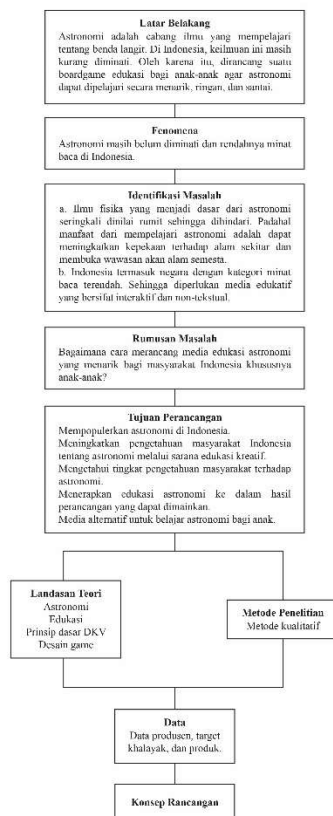 Latar Belakang
Astronomi adalah cabang ilmu yang mempelajari
tentang benda langit. Di Indonesia, keilmuan ini masih
kurang diminati. Oleh karena itu, dirancang suatu
boardgame edukasi bagi anak-anak agar astronomi
dapat dipelajari secara menarik, ringan, dan santai.
Fenomena
Astronomi masih belum diminati dan rendahnya minat
baca di Indonesia.
Identifikasi Masalah
a. Ilmu fisika yang menjadi dasar dari astronomi
seringkali dinilai rumit sehingga dihindari. Padahal
manfaat dari mempelajari astronomi adalah dapat
meningkatkan kepekaan terhadap alam sekitar dan
membuka wawasan akan alam semesta.
b. Indonesia termasuk negara dengan kategori minat
baca terendah. Sehingga diperlukan media edukatif
yang bersifat interaktif dan non-tekstual.
Rumusan Masalah
Bagaimana cara merancang media edukasi astronomi
yang menarik bagi masyarakat Indonesia khususnya
anak-anak?
Tujuan Perancangan
Mempopulerkan astronomi di Indonesia.
Meningkatkan pengetahuan masyarakat Indonesia
tentang astronomi melalui sarana edukasi kreatif.
Mengetahui tingkat pengetahuan masyarakat terhadap
astronomi.
Menerapkan edukasi astronomi ke dalam hasil
perancangan yang dapat dimainkan.
Media alternatif untuk belajar astronomi bagi anak.
Landasan Teori
Astronomi
Edukasi
Prinsip dasar DKV
Desain game
Metode Penelitian
Metode kualitatif
Data
Data produsen, target
khalayak, dan produk.
Konsep Rancangan